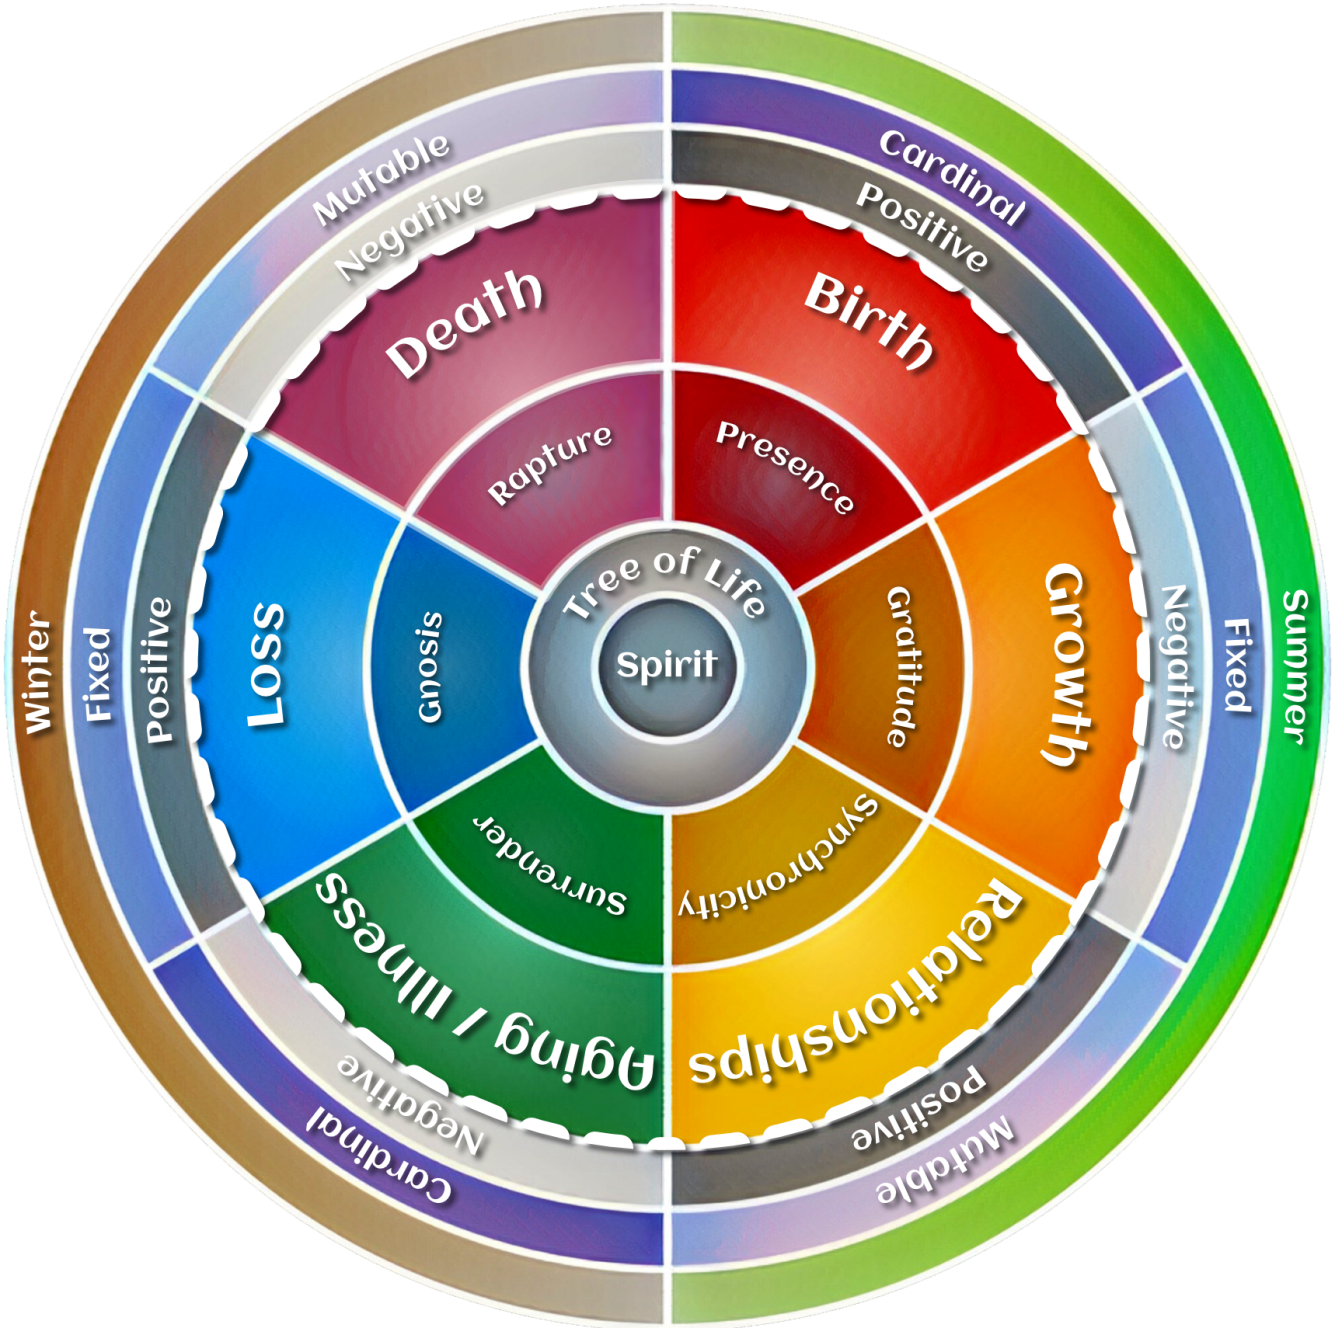 Winter
Summer
Mutable
Cardinal
Fixed
Mutable
Cardinal
Fixed
Negative
Positive
Negative
Positive
Negative
Positive
Death
Birth
Growth
Relationships
Aging / Illness
Loss
Rapture
Presence
Gratitude
Synchronicity
Surrender
Gnosis
Tree of Life
Spirit